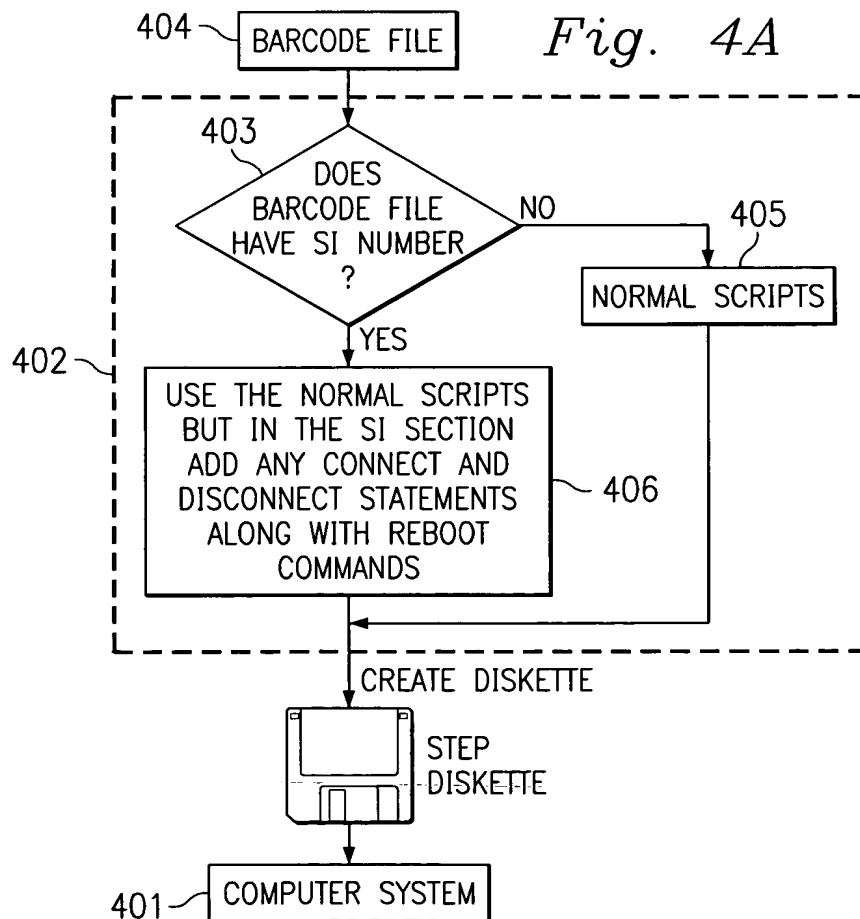 404
BARCODE FILE
Fig. 4A
403
DOES
BARCODE FILE
HAVE SI NUMBER
?
NO
405
NORMAL SCRIPTS
YES
402
USE THE NORMAL SCRIPTS
BUT IN THE SI SECTION
ADD ANY CONNECT AND
DISCONNECT STATEMENTS
ALONG WITH REBOOT
COMMANDS
406
CREATE DISKETTE
STEP
DISKETTE
401
COMPUTER SYSTEM